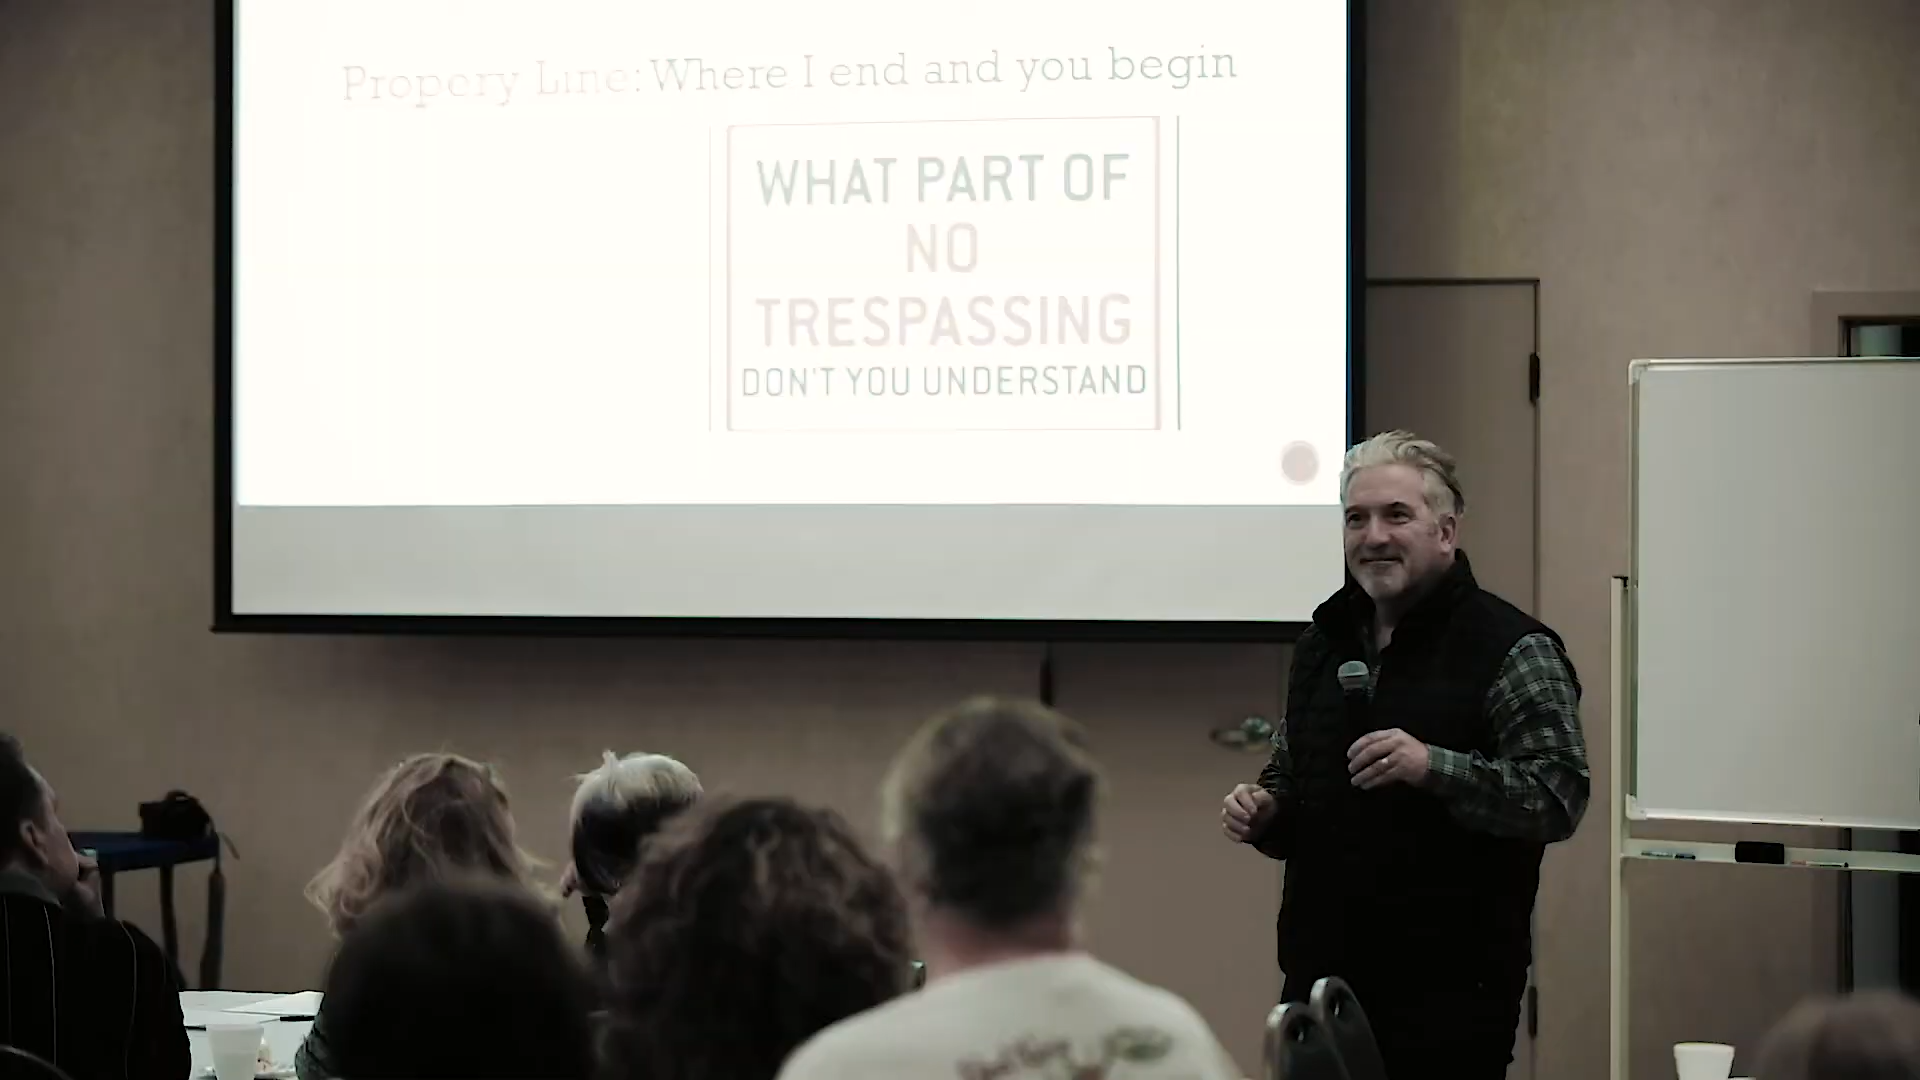 Propery Line: Where I end and you begin
WHAT PART OF
NO
TRESPASSING
DON'T YOU UNDERSTAND